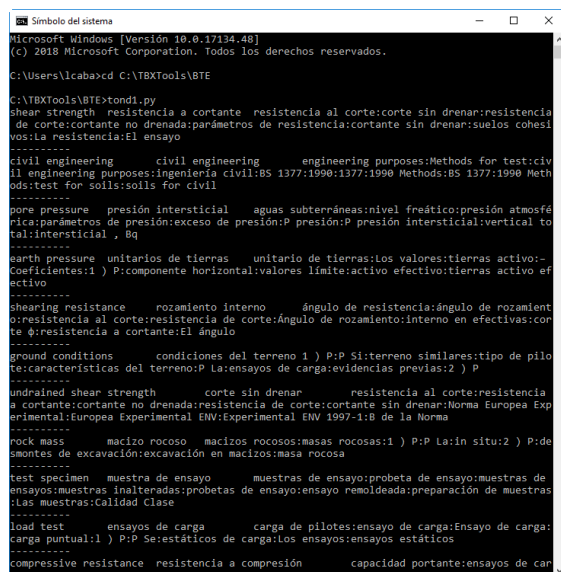 Símbolo del sistema
Microsoft Windows [Versión 10.0.17134.48]
(c) 2018 Microsoft Corporation. Todos los derechos reservados.
C:\Users\lcaba>cd C:\TBXTools\BTE
C:\TBXTools\BTE>tond1.py
shear strength resistencia a cortante resistencia al corte:corte sin drenar:resistencia
de corte:cortante no drenada:parámetros de resistencia:cortante sin drenar:suelos cohesi
vos:La resistencia:El ensayo
----------
civil engineering civil engineering engineering purposes:Methods for test:civ
il engineering purposes:ingeniería civil:BS 1377:1990:1377:1990 Methods:BS 1377:1990 Meth
ods:test for soils:soils for civil
----------
pore pressure presión intersticial aguas subterráneas:nivel freático:presión atmosfé
rica:parámetros de presión:exceso de presión:P presión:P presión intersticial:vertical to
tal:intersticial , Bq
----------
earth pressure unitarios de tierras unitario de tierras:Los valores:tierras activo:–
Coeficientes:1 ) P:componente horizontal:valores límite:activo efectivo:tierras activo ef
ectivo
----------
shearing resistance rozamiento interno ángulo de resistencia:ángulo de rozamient
o:resistencia al corte:resistencia de corte:Ángulo de rozamiento:interno en efectivas:cor
te ϕ:resistencia a cortante:El ángulo
----------
ground conditions condiciones del terreno 1 ) P:P Si:terreno similares:tipo de pilo
te:características del terreno:P La:ensayos de carga:evidencias previas:2 ) P
----------
undrained shear strength corte sin drenar resistencia al corte:resistencia
a cortante:cortante no drenada:resistencia de corte:cortante sin drenar:Norma Europea Exp
erimental:Europea Experimental ENV:Experimental ENV 1997-1:B de la Norma
----------
rock mass macizo rocoso macizos rocosos:masas rocosas:1 ) P:P La:in situ:2 ) P:de
smontes de excavación:excavación en macizos:masa rocosa
----------
test specimen muestra de ensayo muestras de ensayo:probeta de ensayo:muestras de
ensayos:muestras inalteradas:probetas de ensayo:ensayo remoldeada:preparación de muestras
:Las muestras:Calidad Clase
----------
load test ensayos de carga carga de pilotes:ensayo de carga:Ensayo de carga:
carga puntual:l ) P:P Se:estáticos de carga:Los ensayos:ensayos estáticos
----------
compressive resistance resistencia a compresión capacidad portante:ensayos de car